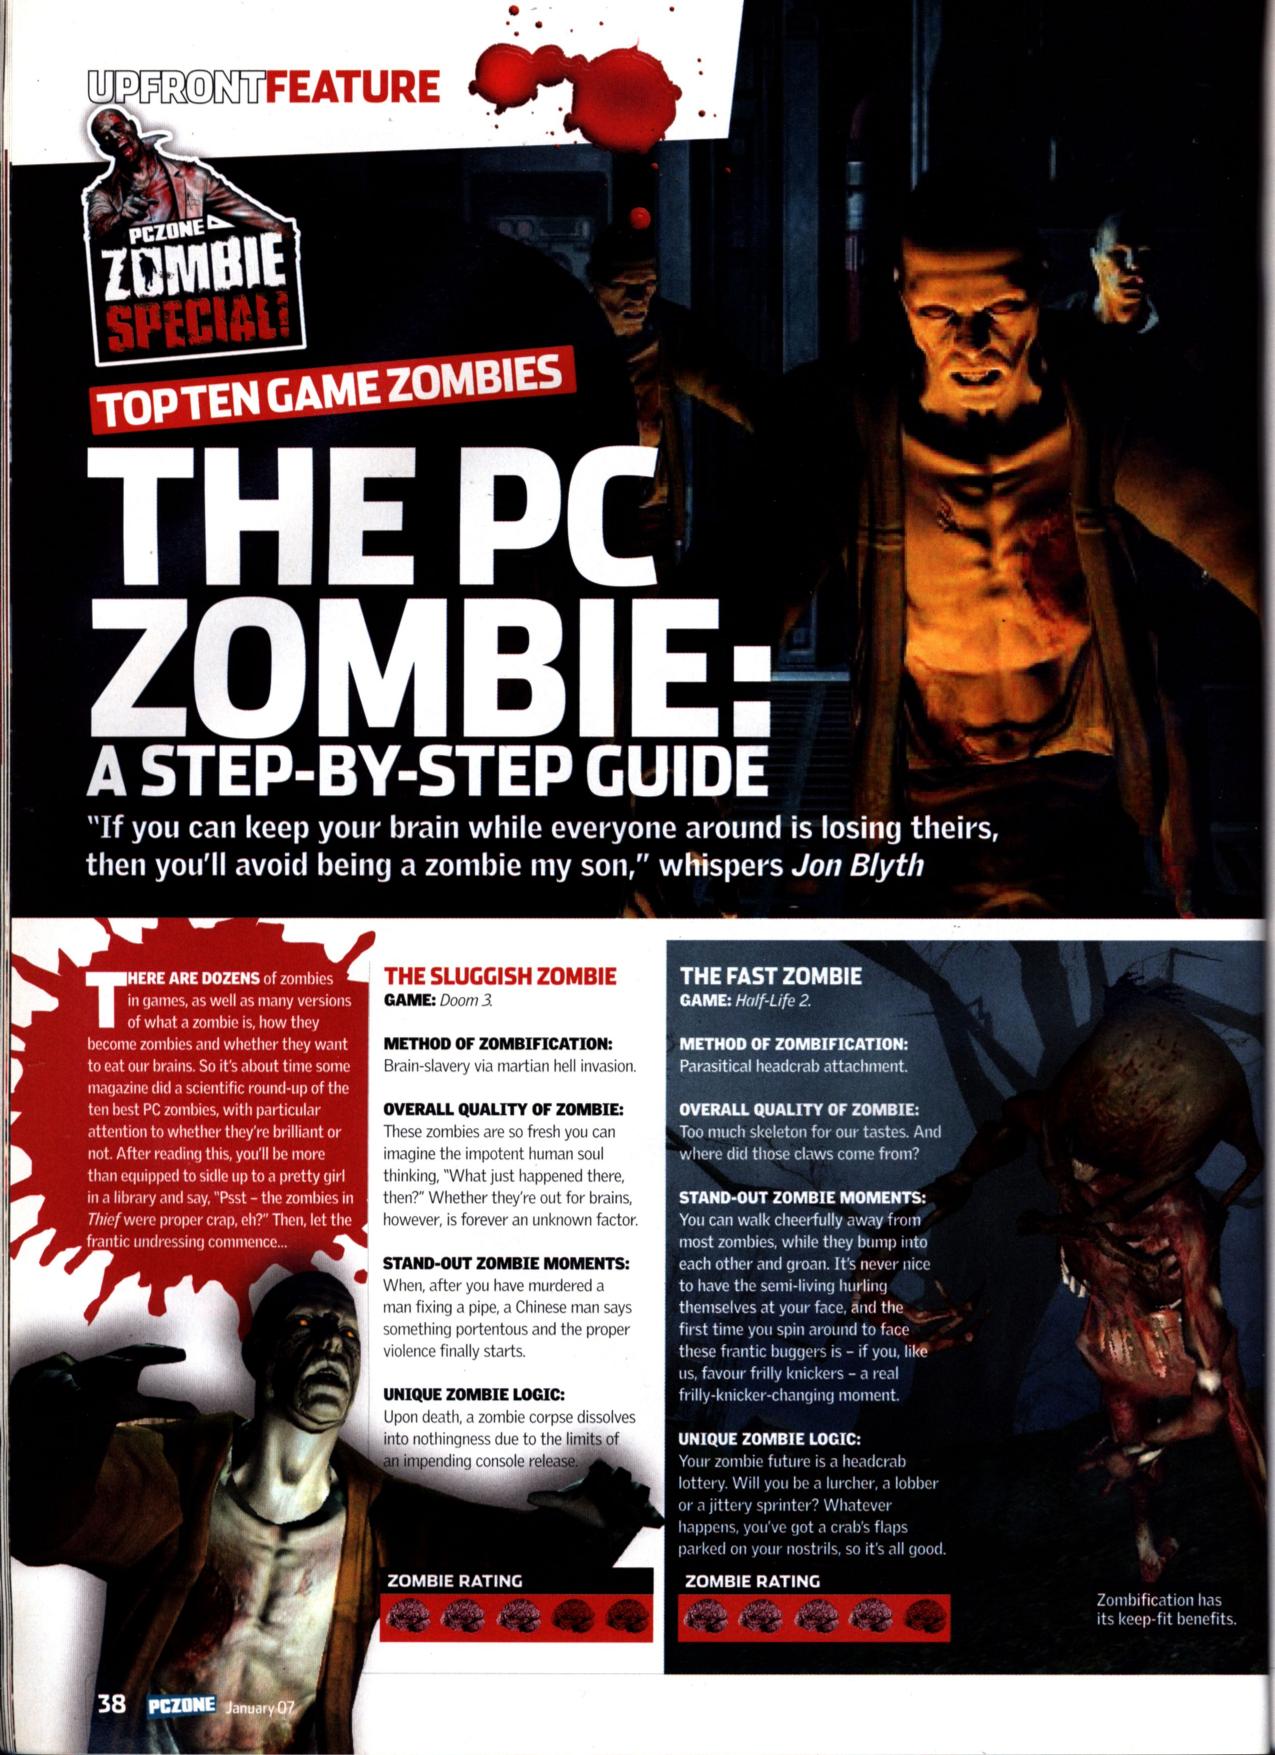 UPFRONTFEATURE
PCZONE
ZOMBIE
SPECIAL!
TOP TEN GAME ZOMBIES
THE PC
ZOMBIE:
A STEP-BY-STEP GUIDE
“If you can keep your brain while everyone around is losing theirs,
then you’ll avoid being a zombie my son,” whispers Jon Blyth
THERE ARE DOZENS of zombies
in games, as well as many versions
of what a zombie is, how they
become zombies and whether they want
to eat our brains. So it’s about time some
magazine did a scientific round-up of the
ten best PC zombies, with particular
attention to whether they’re brilliant or
not. After reading this, you’ll be more
than equipped to sidle up to a pretty girl
in a library and say, “Psst – the zombies in
Thief were proper crap, eh?” Then, let the
frantic undressing commence...
THE SLUGGISH ZOMBIE
GAME: Doom 3.
METHOD OF ZOMBIFICATION:
Brain-slavery via martian hell invasion.
OVERALL QUALITY OF ZOMBIE:
These zombies are so fresh you can
imagine the impotent human soul
thinking, “What just happened there,
then?” Whether they’re out for brains,
however, is forever an unknown factor.
STAND-OUT ZOMBIE MOMENTS:
When, after you have murdered a
man fixing a pipe, a Chinese man says
something portentous and the proper
violence finally starts.
UNIQUE ZOMBIE LOGIC:
Upon death, a zombie corpse dissolves
into nothingness due to the limits of
an impending console release.
ZOMBIE RATING
THE FAST ZOMBIE
GAME: Half-Life 2.
METHOD OF ZOMBIFICATION:
Parasitical headcrab attachment.
OVERALL QUALITY OF ZOMBIE:
Too much skeleton for our tastes. And
where did those claws come from?
STAND-OUT ZOMBIE MOMENTS:
You can walk cheerfully away from
most zombies, while they bump into
each other and groan. It’s never nice
to have the semi-living hurling
themselves at your face, and the
first time you spin around to face
these frantic buggers is – if you, like
us, favour frilly knickers – a real
frilly-knicker-changing moment.
UNIQUE ZOMBIE LOGIC:
Your zombie future is a headcrab
lottery. Will you be a lurcher, a lobber
or a jittery sprinter? Whatever
happens, you’ve got a crab’s flaps
parked on your nostrils, so it’s all good.
ZOMBIE RATING
Zombification has
its keep-fit benefits.
38 PCZONE January 07